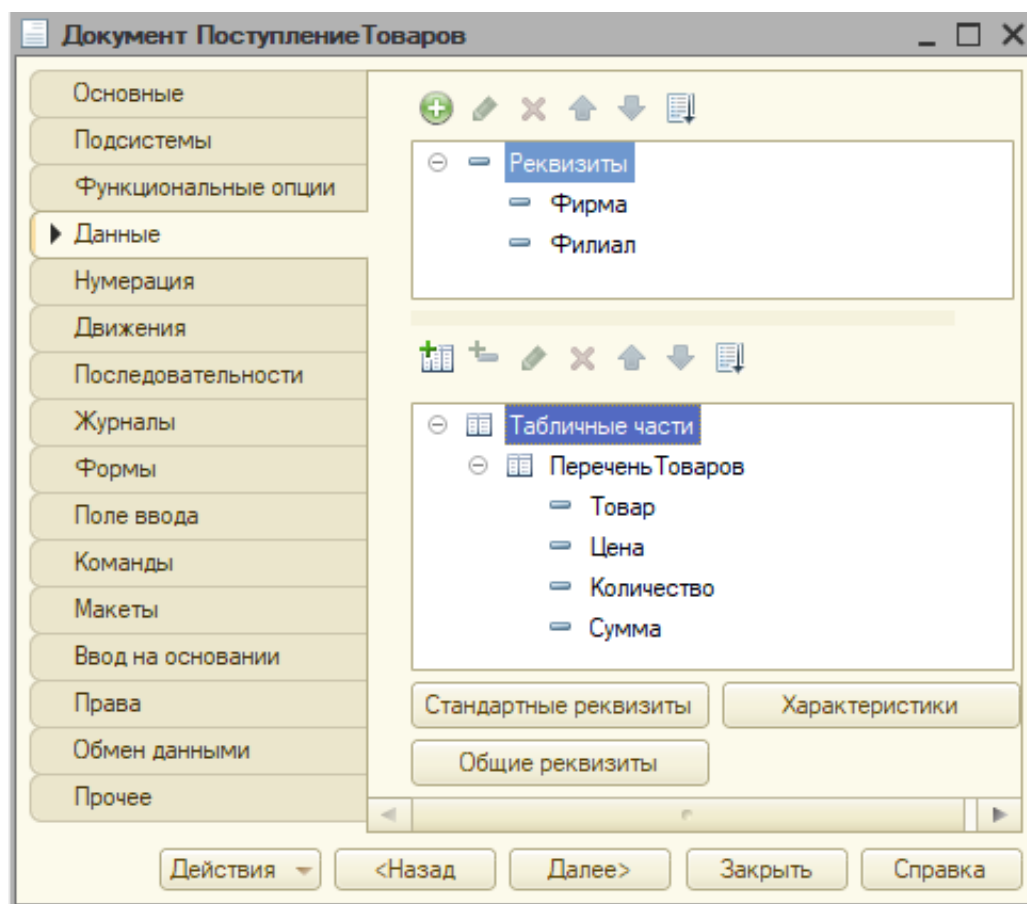 Документ ПоступлениеТоваров
Основные
Подсистемы
Функциональные опции
Данные
Нумерация
Движения
Последовательности
Журналы
Формы
Поле ввода
Команды
Макеты
Ввод на основании
Права
Обмен данными
Прочее
Реквизиты
Фирма
Филиал
Табличные части
ПереченьТоваров
Товар
Цена
Количество
Сумма
Стандартные реквизиты
Характеристики
Общие реквизиты
Действия
<Назад
Далее>
Закрыть
Справка